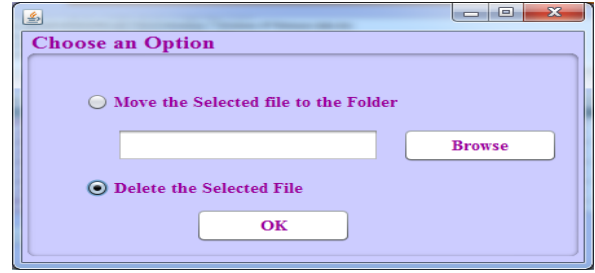 Choose an Option
Move the Selected file to the Folder
Browse
Delete the Selected File
OK